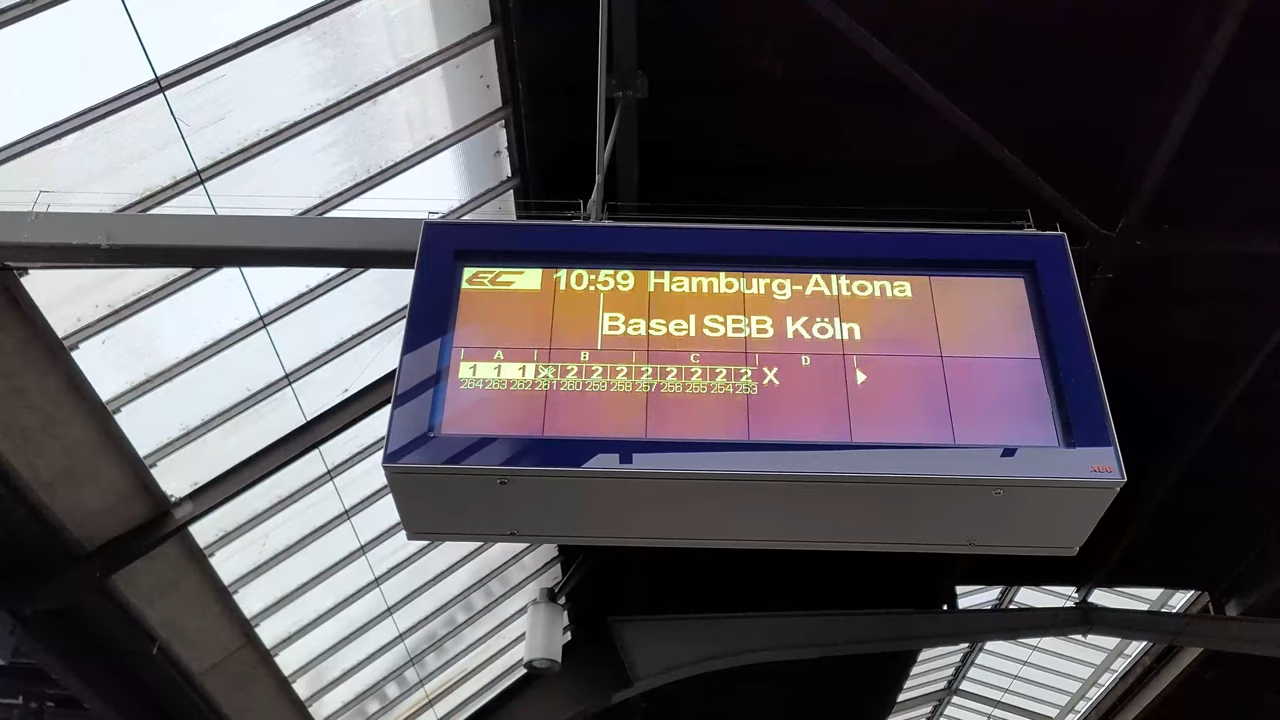 EC 10:59 Hamburg-Altona
Basel SBB Köln
A B C D
1 1 1 X 2 2 2 2 2 2 2 2 X
264 263 262 261 260 259 258 257 256 255 254 253